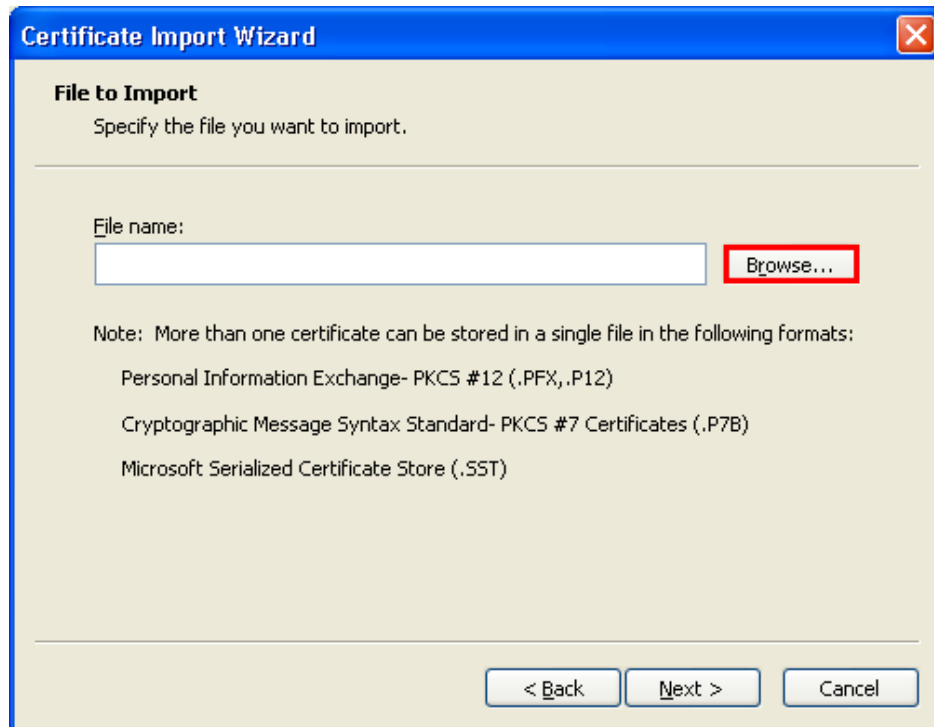 Certificate Import Wizard
File to Import
Specify the file you want to import.
File name:
Browse...
Note:  More than one certificate can be stored in a single file in the following formats:
Personal Information Exchange- PKCS #12 (.PFX,.P12)
Cryptographic Message Syntax Standard- PKCS #7 Certificates (.P7B)
Microsoft Serialized Certificate Store (.SST)
< Back  Next >  Cancel